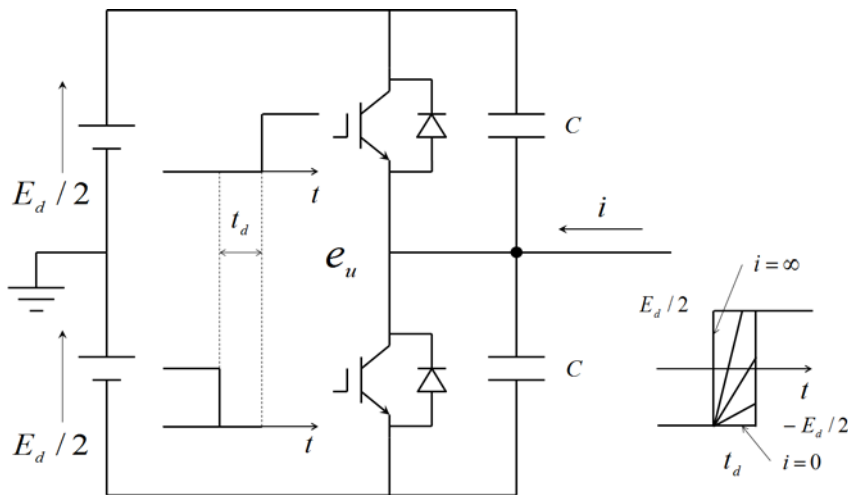 E_d / 2
t
t_d
C
i
e_u
i = ∞
E_d / 2
t
− E_d / 2
t_d
i = 0
C
t
E_d / 2